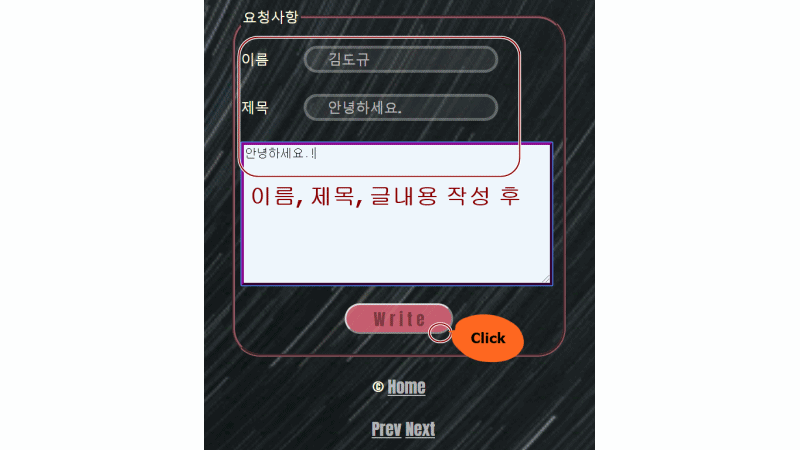 요청사항
이름 김도규
제목 안녕하세요.
안녕하세요.!
이름, 제목, 글내용 작성 후
Write
Click
© Home
Prev Next